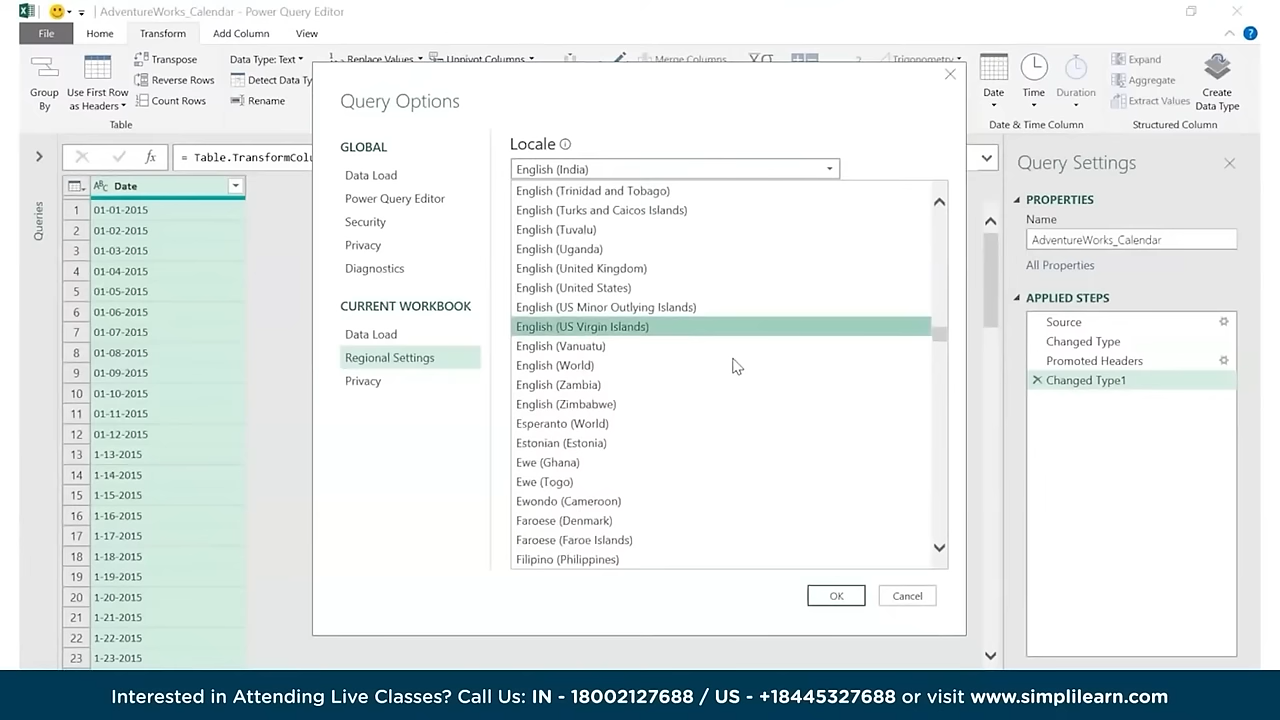 AdventureWorks_Calendar - Power Query Editor
File Home Transform Add Column View
Transpose
Reverse Rows
Count Rows
Group By
Use First Row as Headers
Table
Data Type: Text
Detect Data Ty
Rename
Replace Values
Unpivot Columns
Merge Columns
Trigonometry
Date
Time
Duration
Date & Time Column
Expand
Aggregate
Extract Values
Create Data Type
Structured Column
fx = Table.TransformColu
Queries
ABC Date
1 01-01-2015
2 01-02-2015
3 01-03-2015
4 01-04-2015
5 01-05-2015
6 01-06-2015
7 01-07-2015
8 01-08-2015
9 01-09-2015
10 01-10-2015
11 01-11-2015
12 01-12-2015
13 1-13-2015
14 1-14-2015
15 1-15-2015
16 1-16-2015
17 1-17-2015
18 1-18-2015
19 1-19-2015
20 1-20-2015
21 1-21-2015
22 1-22-2015
23 1-23-2015
Query Options
GLOBAL
Data Load
Power Query Editor
Security
Privacy
Diagnostics
CURRENT WORKBOOK
Data Load
Regional Settings
Privacy
Locale
English (India)
English (Trinidad and Tobago)
English (Turks and Caicos Islands)
English (Tuvalu)
English (Uganda)
English (United Kingdom)
English (United States)
English (US Minor Outlying Islands)
English (US Virgin Islands)
English (Vanuatu)
English (World)
English (Zambia)
English (Zimbabwe)
Esperanto (World)
Estonian (Estonia)
Ewe (Ghana)
Ewe (Togo)
Ewondo (Cameroon)
Faroese (Denmark)
Faroese (Faroe Islands)
Filipino (Philippines)
OK Cancel
Query Settings
PROPERTIES
Name
AdventureWorks_Calendar
All Properties
APPLIED STEPS
Source
Changed Type
Promoted Headers
Changed Type1
Interested in Attending Live Classes? Call Us: IN - 18002127688 / US - +18445327688 or visit www.simplilearn.com